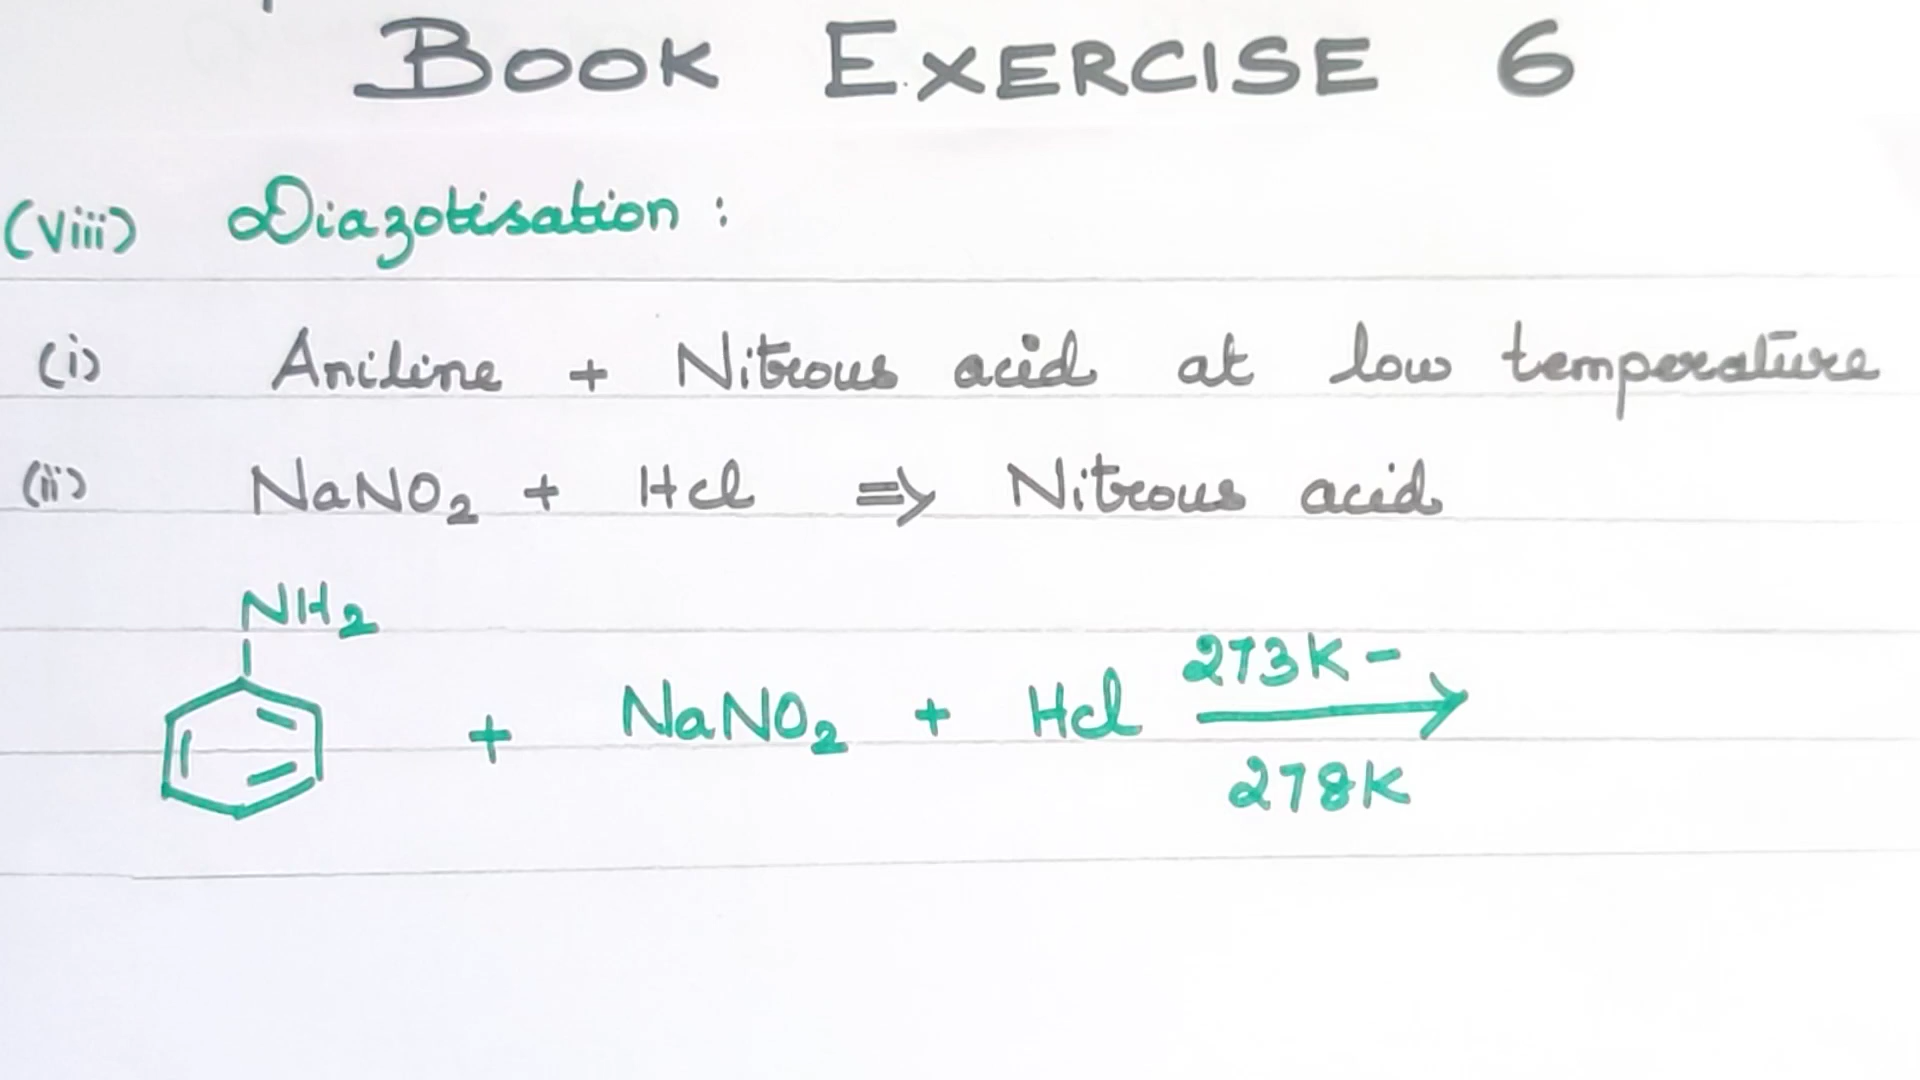 BOOK EXERCISE 6
(viii) Diazotisation :
(i) Aniline + Nitrous acid at low temperature
(ii) NaNO2 + Hcl => Nitrous acid
NH2
+ NaNO2 + Hcl 273K -
278K